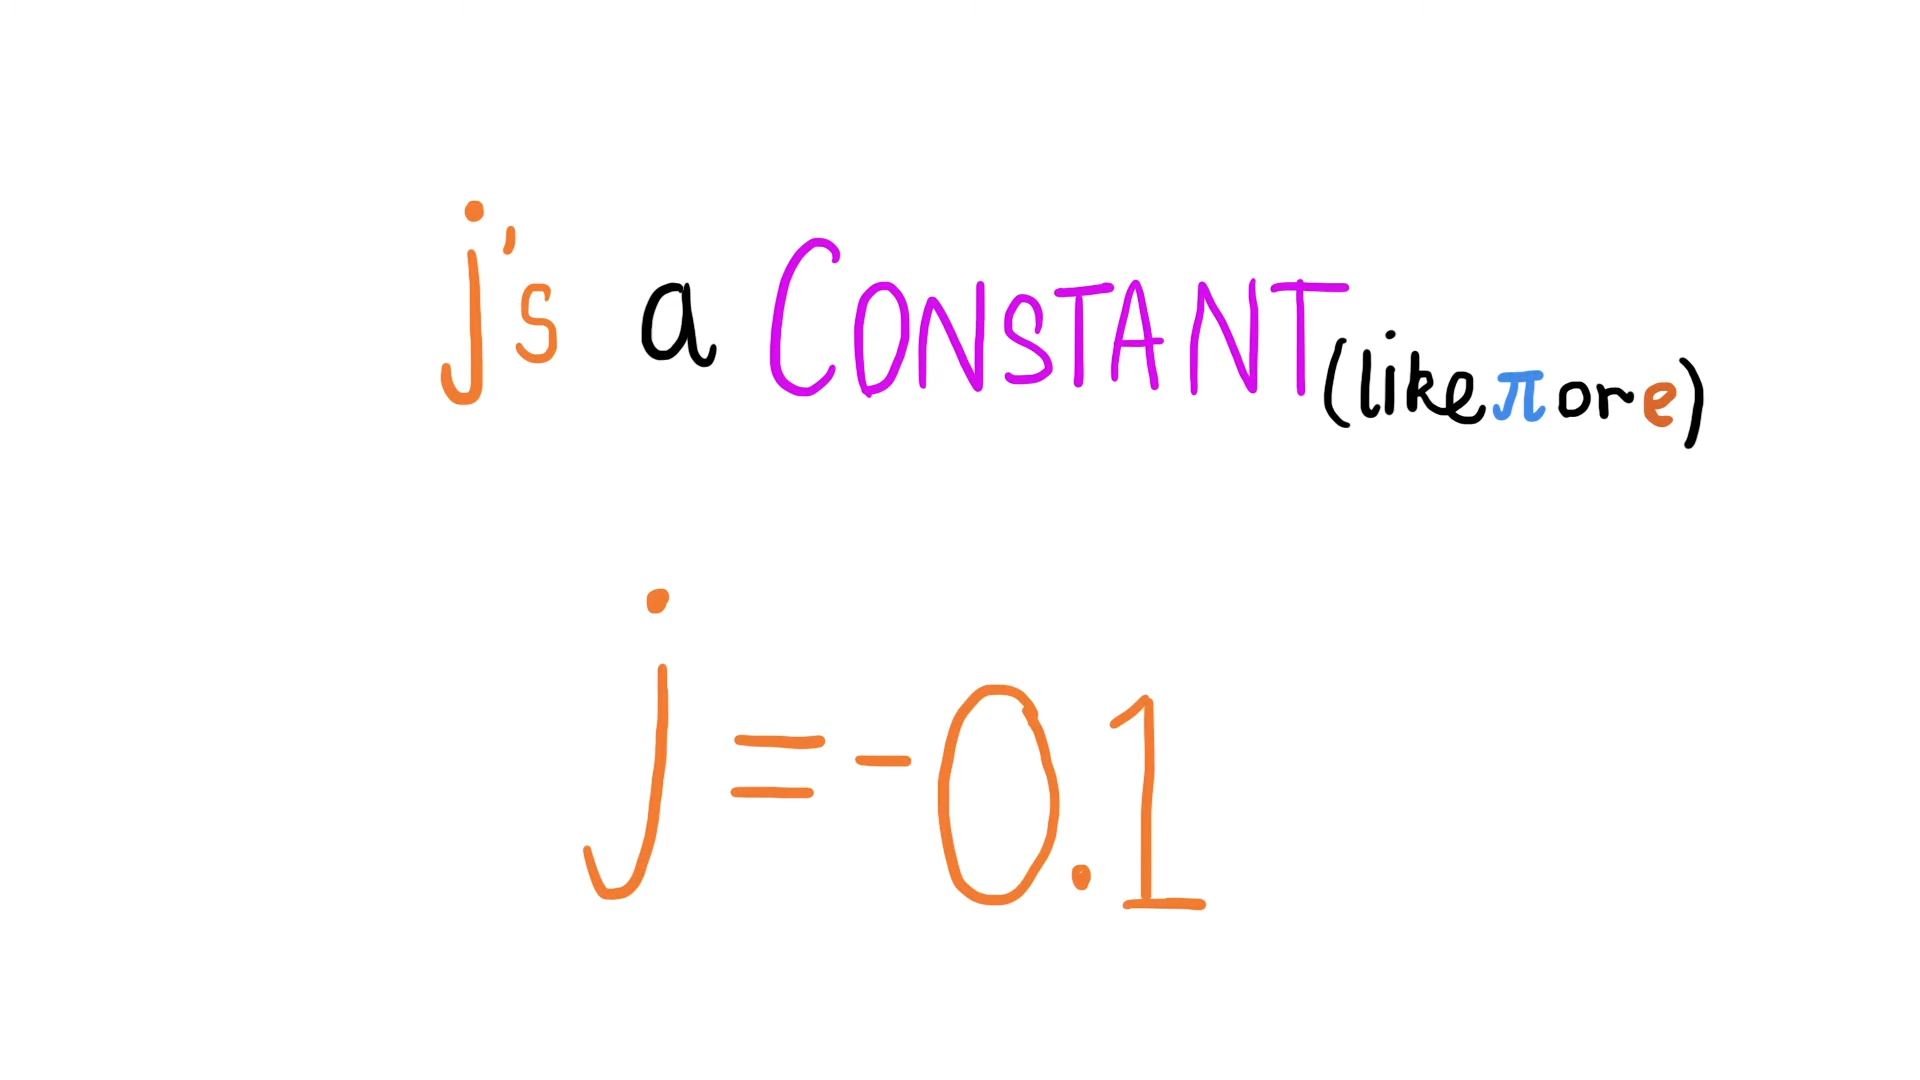 j's a CONSTANT (like π or e)
j = -0.1